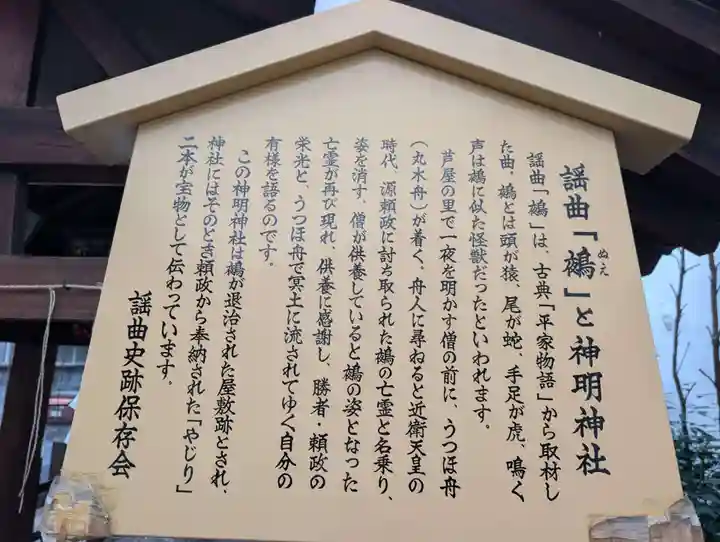 謡曲「鵺」と神明神社
ぬえ
謡曲「鵺」は、古典「平家物語」から取材し
た曲。鵺とは頭が猿、尾が蛇、手足が虎、鳴く
声は鵺に似た怪獣だったといわれます。
芦屋の里で一夜を明かす僧の前に、うつほ舟
(丸木舟)が着く、舟人に尋ねると近衛天皇の
時代、源頼政に討ち取られた鵺の亡霊と名乗り、
姿を消す、僧が供養していると鵺の姿となった
亡霊が再び現れ、供養に感謝し、勝者・頼政の
栄光と、うつほ舟で冥土に流されてゆく自分の
有様を語るのです。
この神明神社は鵺が退治された屋敷跡とされ、
神社にはそのとき頼政から奉納された「やじり」
二本が宝物として伝わっています。
謡曲史跡保存会